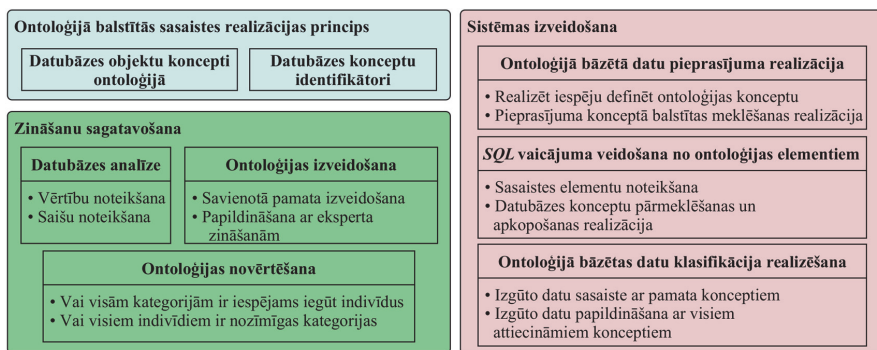 Ontoloģijā balstītās sasaistes realizācijas princips
Datubāzes objektu koncepti
ontoloģijā
Datubāzes konceptu
identifikātori
Zināšanu sagatavošana
Datubāzes analīze
• Vērtību noteikšana
• Saišu noteikšana
Ontoloģijas izveidošana
• Savienotā pamata izveidošana
• Papildināšana ar eksperta
zināšanām
Ontoloģijas novērtēšana
• Vai visām kategorijām ir iespējams iegūt indivīdus
• Vai visiem indivīdiem ir nozīmīgas kategorijas
Sistēmas izveidošana
Ontoloģijā bāzētā datu pieprasījuma realizācija
• Realizēt iespēju definēt ontoloģijas konceptu
• Pieprasījuma konceptā balstītas meklēšanas realizācija
SQL vaicājuma veidošana no ontoloģijas elementiem
• Sasaistes elementu noteikšana
• Datubāzes konceptu pārmeklēšanas un
apkopošanas realizācija
Ontoloģijā bāzētas datu klasifikācija realizēšana
• Izgūto datu sasaiste ar pamata konceptiem
• Izgūto datu papildināšana ar visiem
attiecināmiem konceptiem